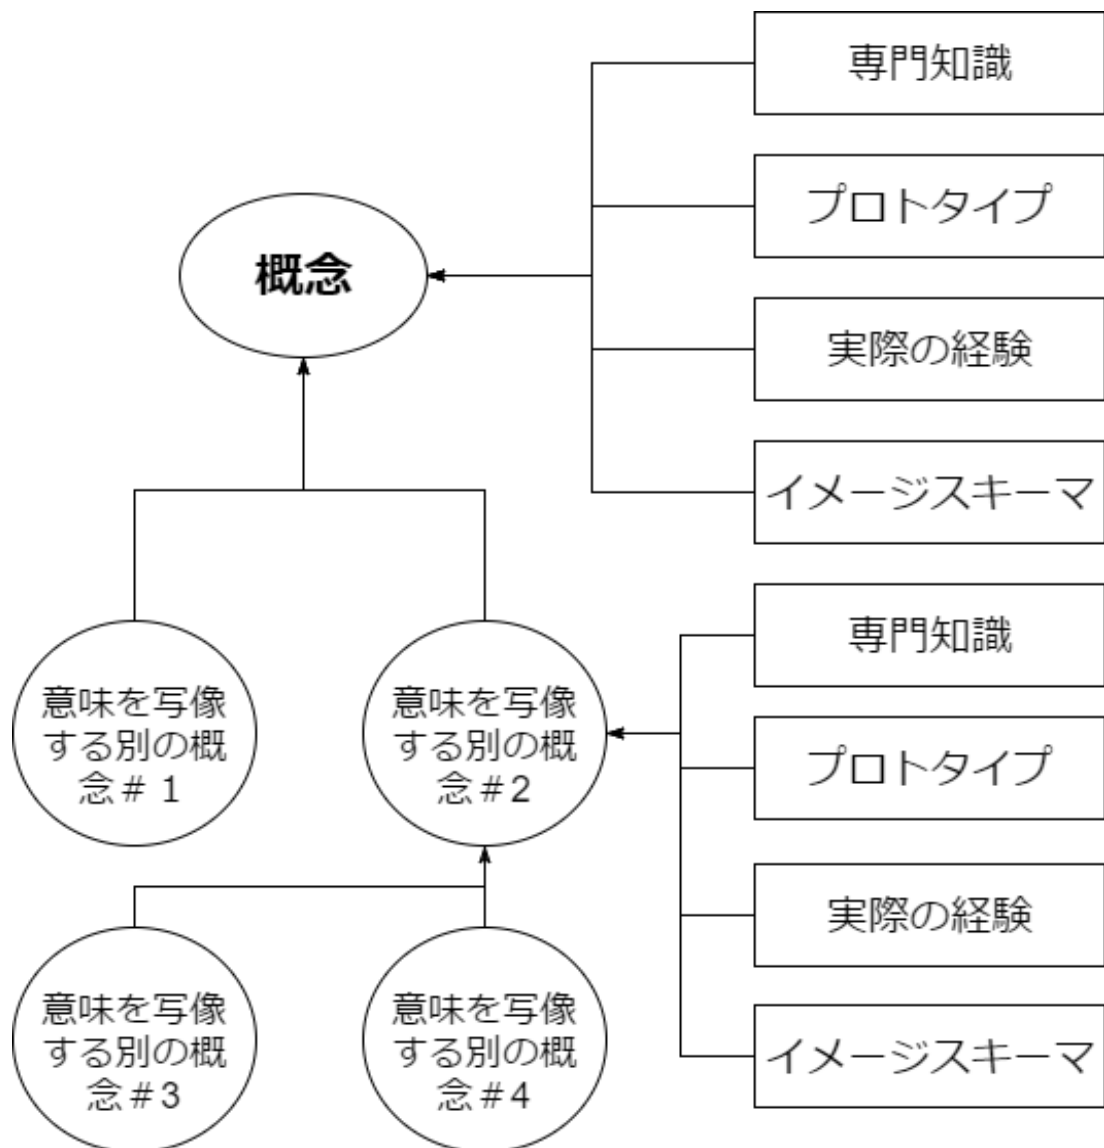 専門知識
プロトタイプ
概念
実際の経験
イメージスキーマ
専門知識
意味を写像
する別の概
念＃１
意味を写像
する別の概
念＃2
プロトタイプ
実際の経験
イメージスキーマ
意味を写像
する別の概
念＃3
意味を写像
する別の概
念＃4